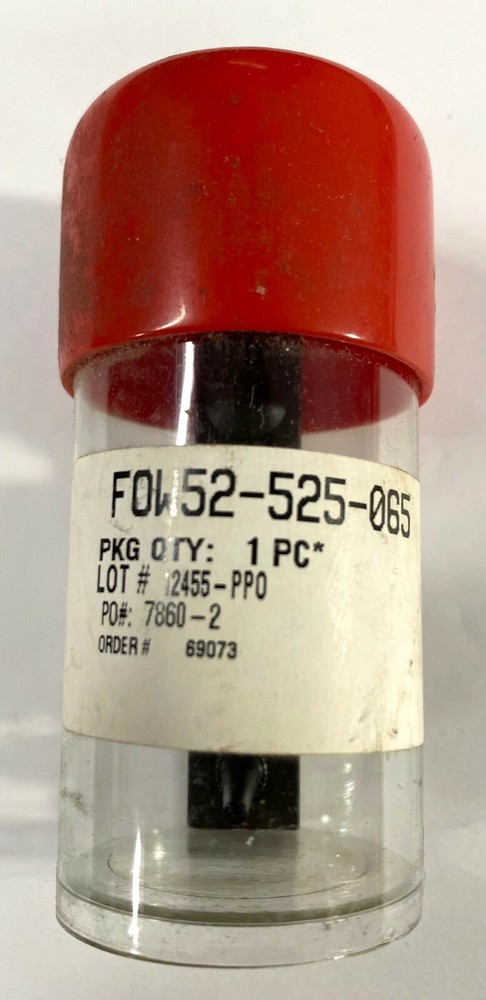 FOW52-525-065
PKG QTY: 1 PC*
LOT # 12455-PPO
PO#: 7860-2
ORDER # 69073